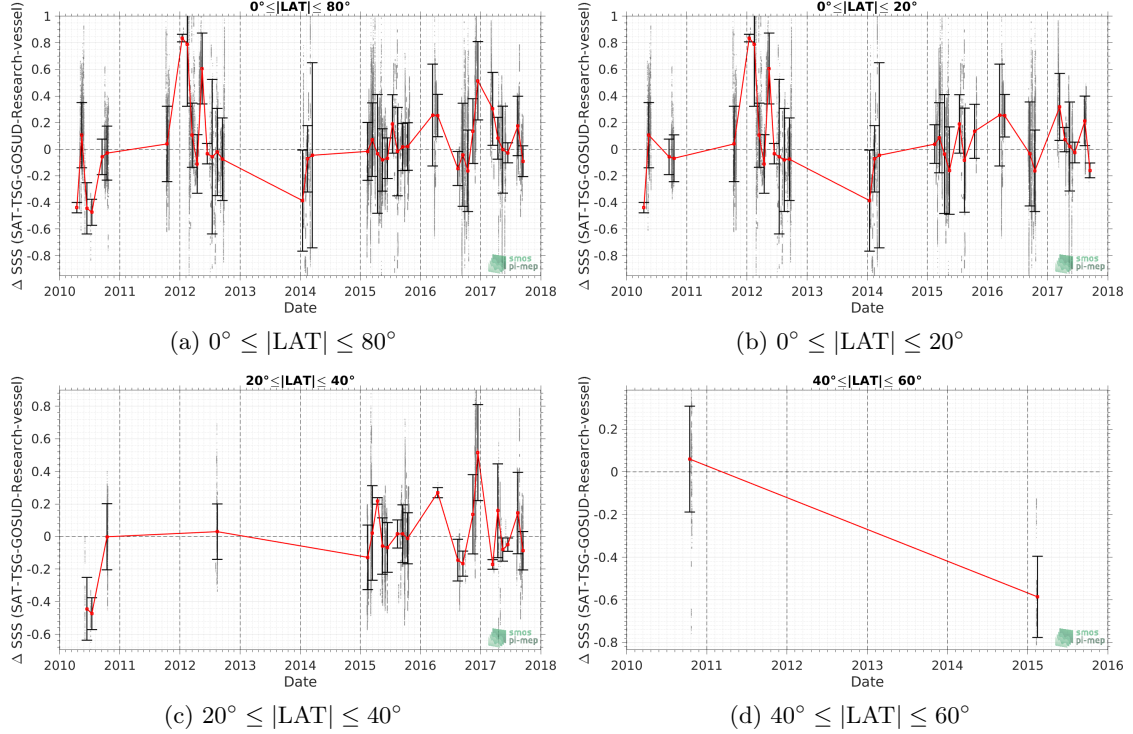 0°≤|LAT|≤ 80°
Δ SSS (SAT-TSG-GOSUD-Research-vessel)
1
0.8
0.6
0.4
0.2
0
-0.2
-0.4
-0.6
-0.8
2010 2011 2012 2013 2014 2015 2016 2017 2018
Date
smos
pi-mep
(a) 0° ≤ |LAT| ≤ 80°
0°≤|LAT|≤ 20°
Δ SSS (SAT-TSG-GOSUD-Research-vessel)
1
0.8
0.6
0.4
0.2
0
-0.2
-0.4
-0.6
-0.8
2010 2011 2012 2013 2014 2015 2016 2017 2018
Date
smos
pi-mep
(b) 0° ≤ |LAT| ≤ 20°
20°≤|LAT|≤ 40°
Δ SSS (SAT-TSG-GOSUD-Research-vessel)
0.8
0.6
0.4
0.2
0
-0.2
-0.4
-0.6
2010 2011 2012 2013 2014 2015 2016 2017 2018
Date
smos
pi-mep
(c) 20° ≤ |LAT| ≤ 40°
40°≤|LAT|≤ 60°
Δ SSS (SAT-TSG-GOSUD-Research-vessel)
0.2
0
-0.2
-0.4
-0.6
-0.8
2010 2011 2012 2013 2014 2015 2016
Date
smos
pi-mep
(d) 40° ≤ |LAT| ≤ 60°